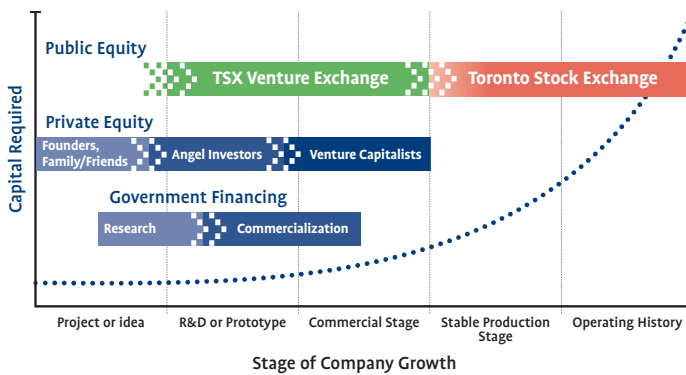 Public Equity
TSX Venture Exchange
Toronto Stock Exchange
Private Equity
Founders,
Family/Friends
Angel Investors
Venture Capitalists
Government Financing
Research
Commercialization
Capital Required
Project or idea
R&D or Prototype
Commercial Stage
Stable Production
Stage
Operating History
Stage of Company Growth